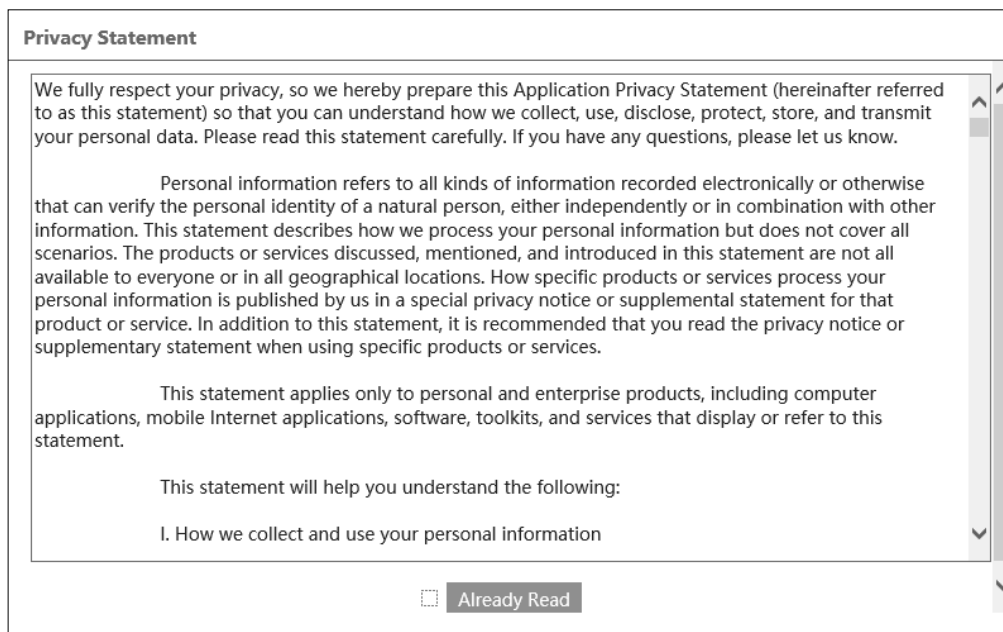 Privacy Statement
We fully respect your privacy, so we hereby prepare this Application Privacy Statement (hereinafter referred
to as this statement) so that you can understand how we collect, use, disclose, protect, store, and transmit
your personal data. Please read this statement carefully. If you have any questions, please let us know.
Personal information refers to all kinds of information recorded electronically or otherwise
that can verify the personal identity of a natural person, either independently or in combination with other
information. This statement describes how we process your personal information but does not cover all
scenarios. The products or services discussed, mentioned, and introduced in this statement are not all
available to everyone or in all geographical locations. How specific products or services process your
personal information is published by us in a special privacy notice or supplemental statement for that
product or service. In addition to this statement, it is recommended that you read the privacy notice or
supplementary statement when using specific products or services.
This statement applies only to personal and enterprise products, including computer
applications, mobile Internet applications, software, toolkits, and services that display or refer to this
statement.
This statement will help you understand the following:
I. How we collect and use your personal information
Already Read